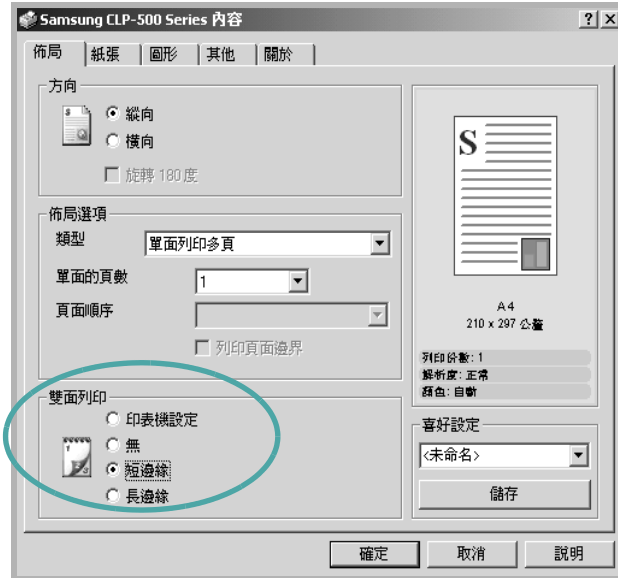 Samsung CLP-500 Series 內容
佈局 紙張 圖形 其他 關於
方向
縱向
橫向
旋轉 180 度
佈局選項
類型 單面列印多頁
單面的頁數 1
頁面順序
列印頁面邊界
雙面列印
印表機設定
無
短邊緣
長邊緣
S
A4
210 x 297 公釐
列印份數: 1
解析度: 正常
顏色: 自動
喜好設定
<未命名>
儲存
確定 取消 說明